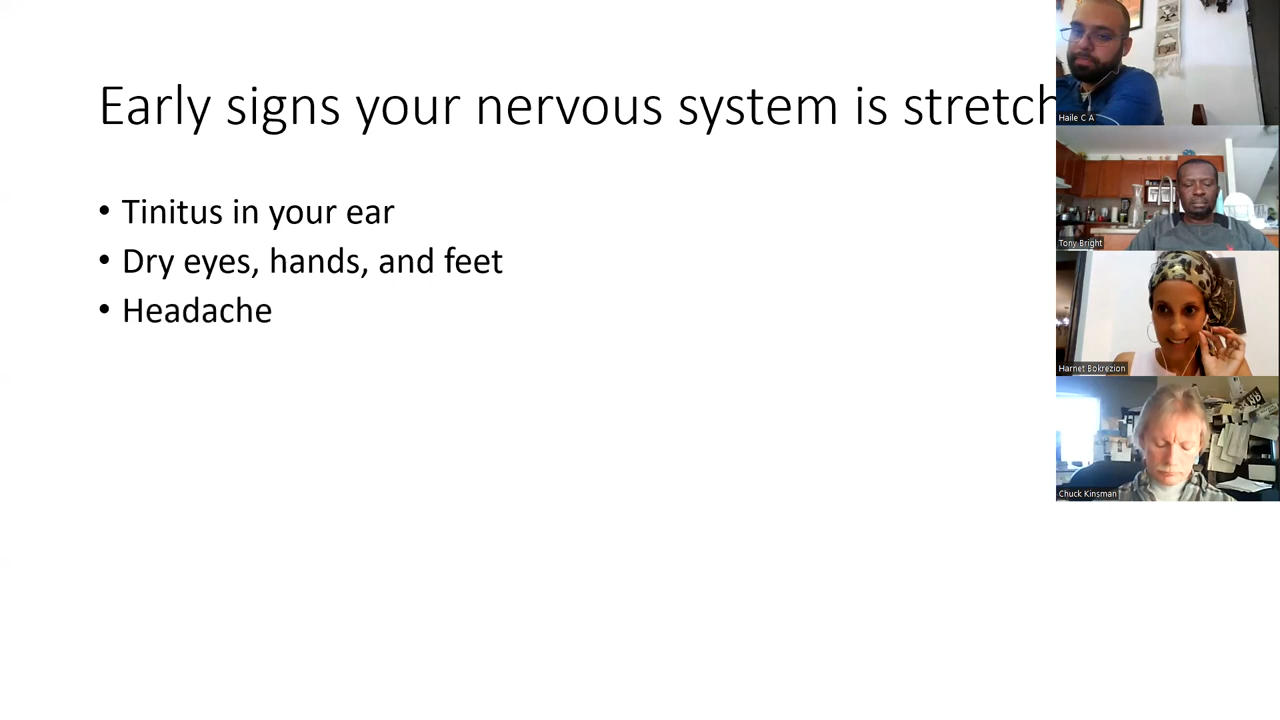 Early signs your nervous system is stretch
• Tinitus in your ear
• Dry eyes, hands, and feet
• Headache
Haile C A
Tony Bright
Harnet Bokrezion
Chuck Kinsman